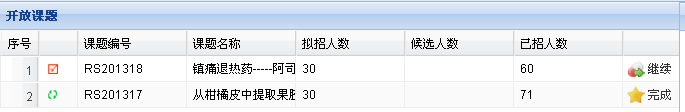 开放课题
序号 课题编号 课题名称 拟招人数 候选人数 已招人数
1 RS201318 镇痛退热药-----阿司 30 60 继续
2 RS201317 从柑橘皮中提取果胶 30 71 完成